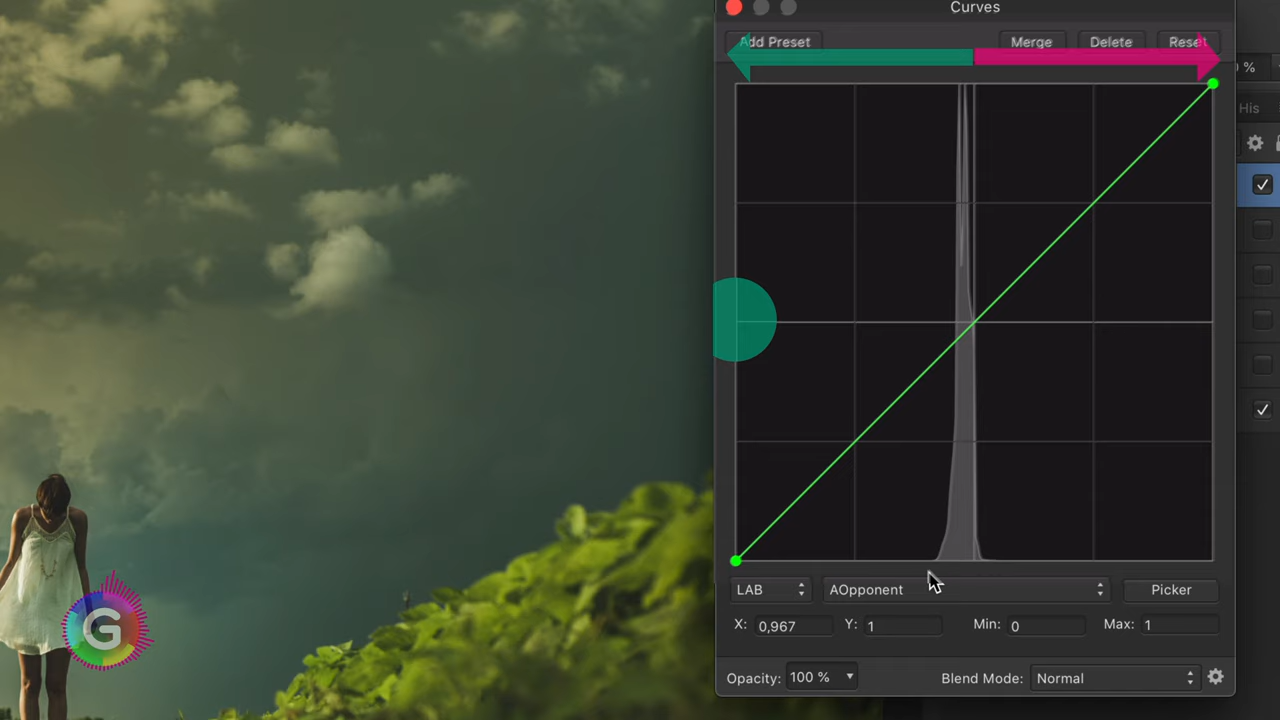 Curves
Add Preset Merge Delete Reset
%
His
LAB AOpponent Picker
X: 0,967 Y: 1 Min: 0 Max: 1
Opacity: 100 % Blend Mode: Normal
G